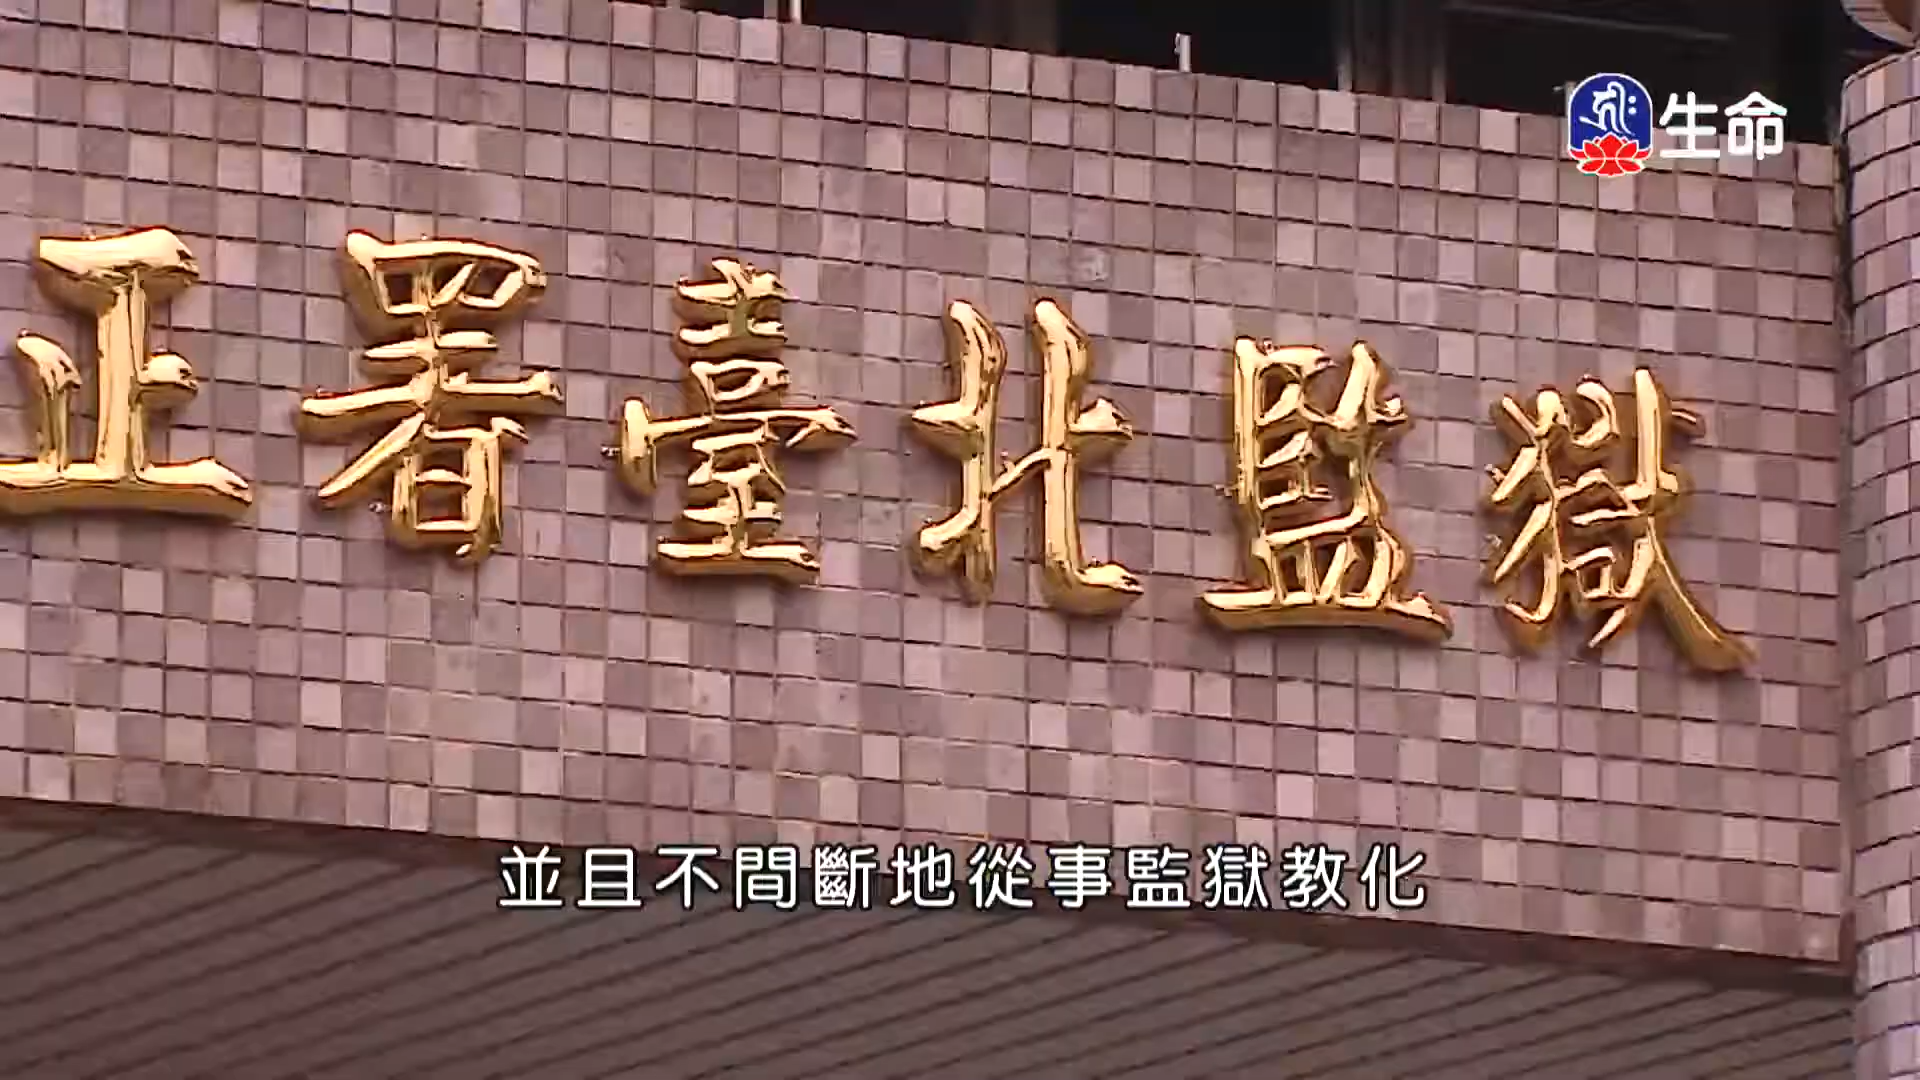 生命
正署臺北監獄
並且不間斷地從事監獄教化